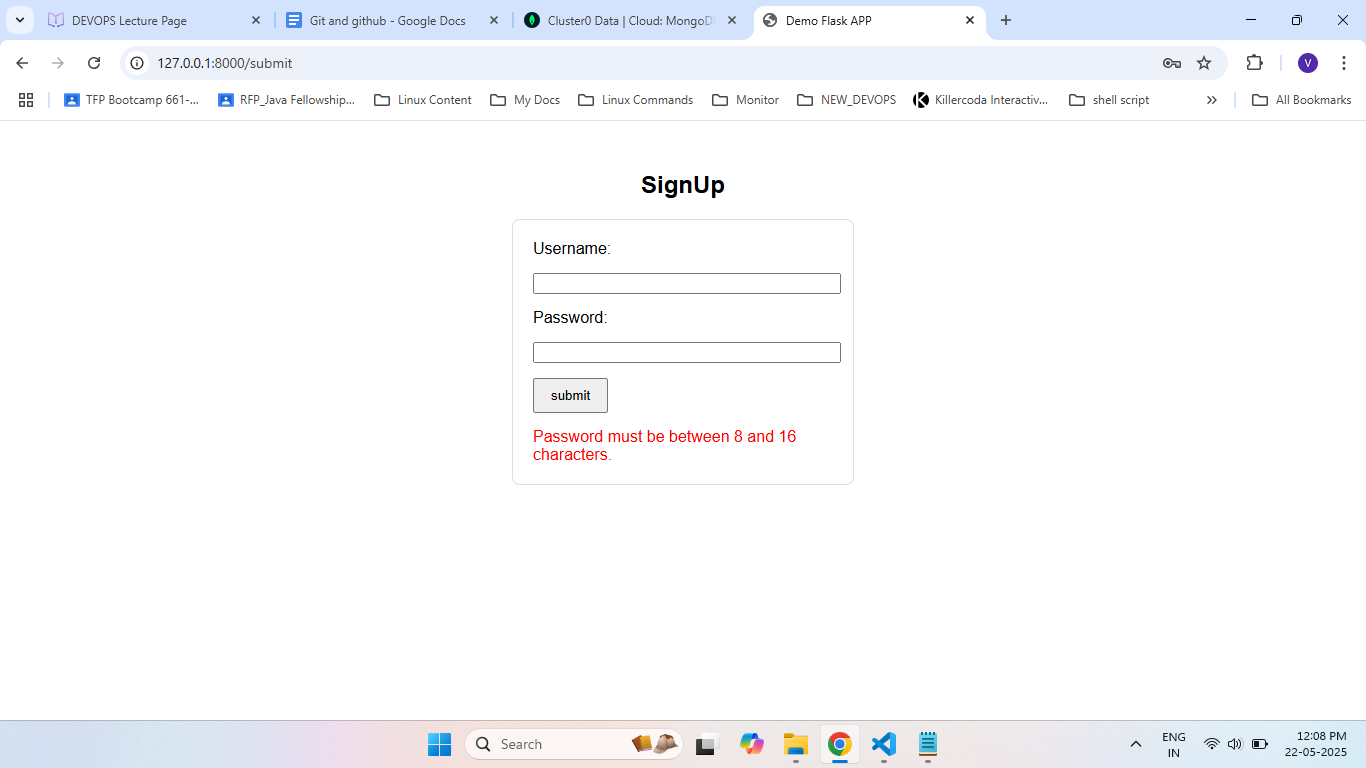 DEVOPS Lecture Page
Git and github - Google Docs
Cluster0 Data | Cloud: MongoD
Demo Flask APP
127.0.0.1:8000/submit
V
TFP Bootcamp 661-...
RFP_Java Fellowship...
Linux Content
My Docs
Linux Commands
Monitor
NEW_DEVOPS
Killercoda Interactiv...
shell script
All Bookmarks
SignUp
Username:
Password:
submit
Password must be between 8 and 16
characters.
Search
ENG
IN
12:08 PM
22-05-2025